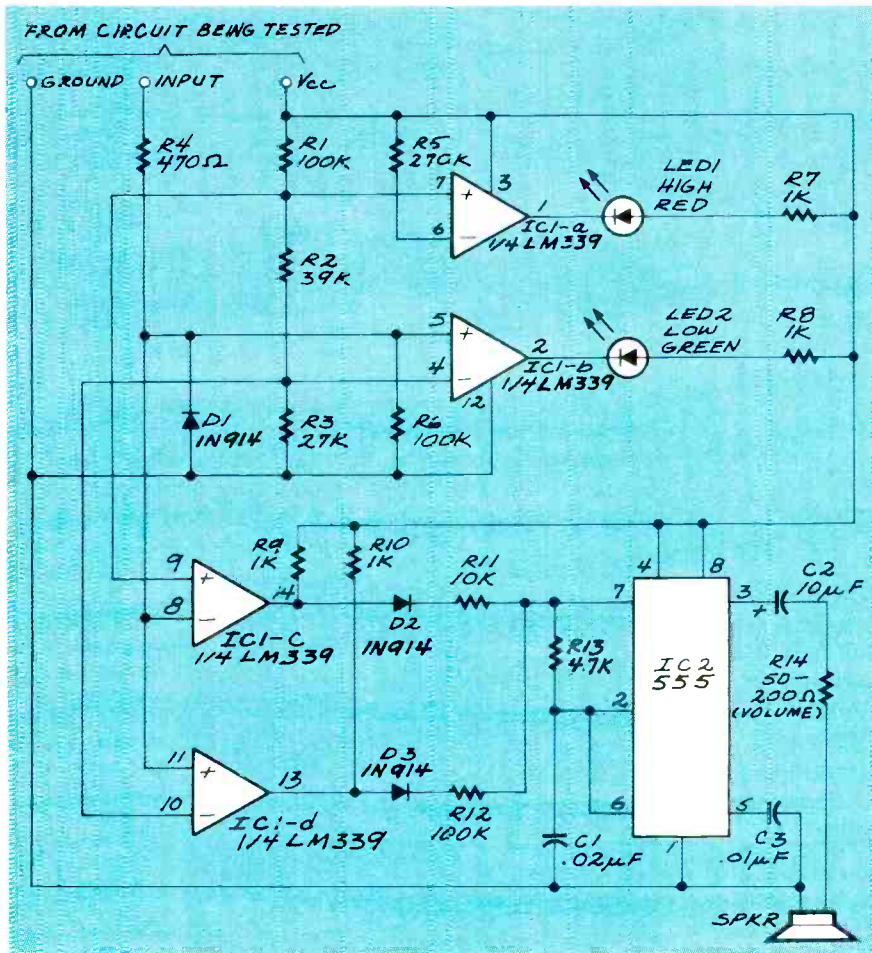 FROM CIRCUIT BEING TESTED
GROUND
INPUT
Vcc
R4
470Ω
R1
100K
R5
270K
7
+
3
1
6
-
IC1-a
1/4 LM339
LED1
HIGH
RED
R7
1K
R2
39K
5
+
2
4
-
12
IC1-b
1/4 LM339
LED2
LOW
GREEN
R8
1K
D1
1N914
R3
27K
R6
100K
R9
1K
R10
1K
9
+
8
-
14
IC1-C
1/4 LM339
D2
1N914
R11
10K
4
8
7
3
R13
4.7K
IC2
555
2
6
5
1
+
C2
10µF
R14
50-
200Ω
(VOLUME)
11
+
10
-
13
IC1-d
1/4 LM339
D3
1N914
R12
100K
C1
.02µF
C3
.01µF
SPKR